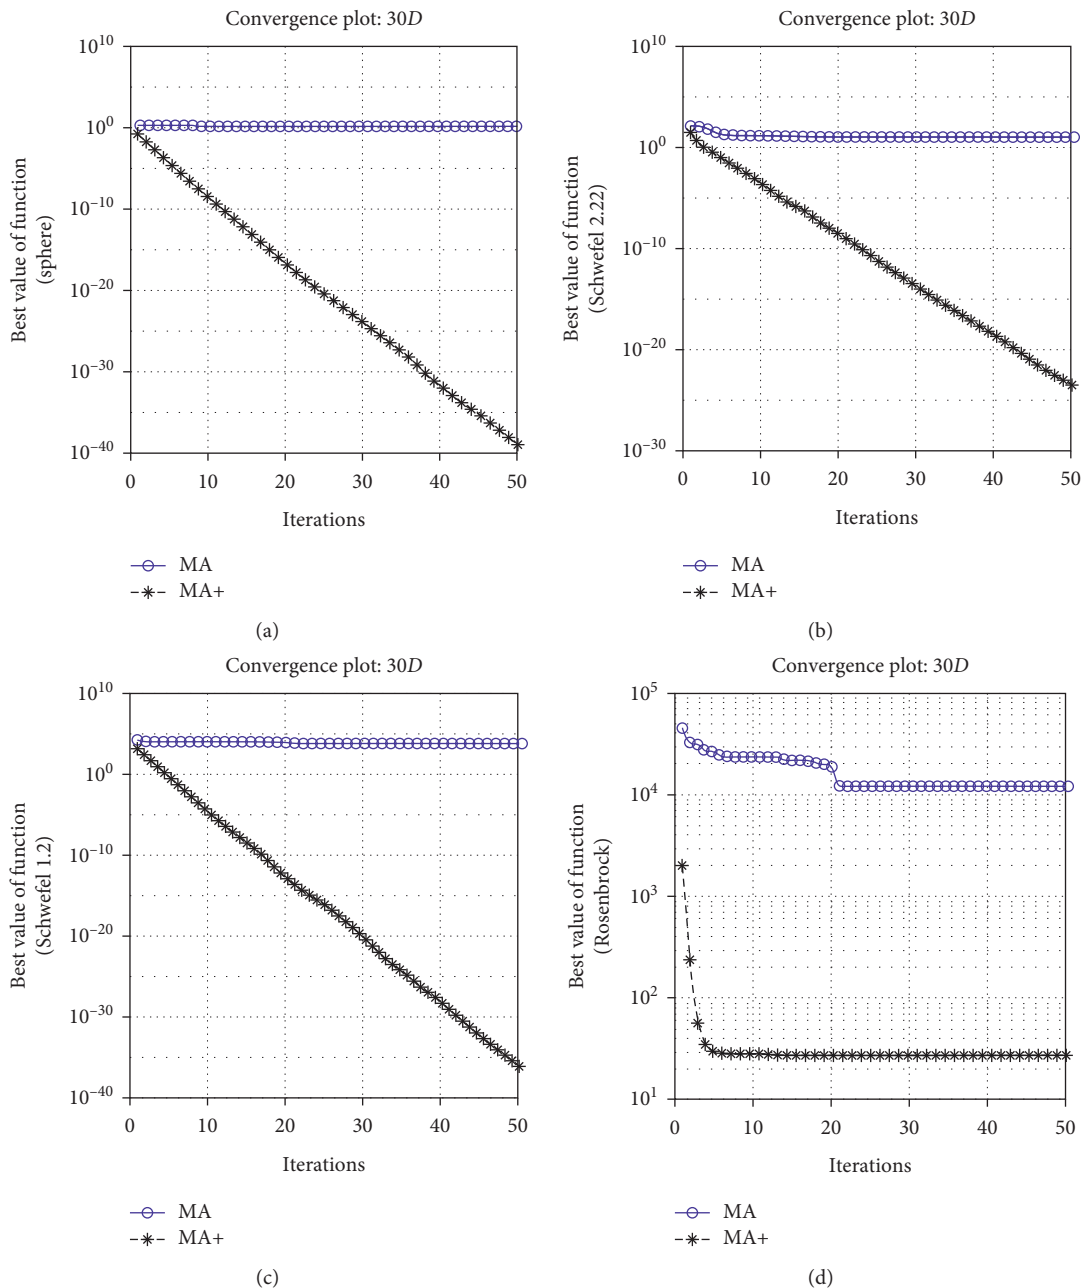 Convergence plot: 30D
10^10
10^0
10^−10
10^−20
10^−30
10^−40
0 10 20 30 40 50
Best value of function
(sphere)
Iterations
MA
MA+
(a)
Convergence plot: 30D
10^10
10^0
10^−10
10^−20
10^−30
0 10 20 30 40 50
Best value of function
(Schwefel 2.22)
Iterations
MA
MA+
(b)
Convergence plot: 30D
10^10
10^0
10^−10
10^−20
10^−30
10^−40
0 10 20 30 40 50
Best value of function
(Schwefel 1.2)
Iterations
MA
MA+
(c)
Convergence plot: 30D
10^5
10^4
10^3
10^2
10^1
0 10 20 30 40 50
Best value of function
(Rosenbrock)
Iterations
MA
MA+
(d)